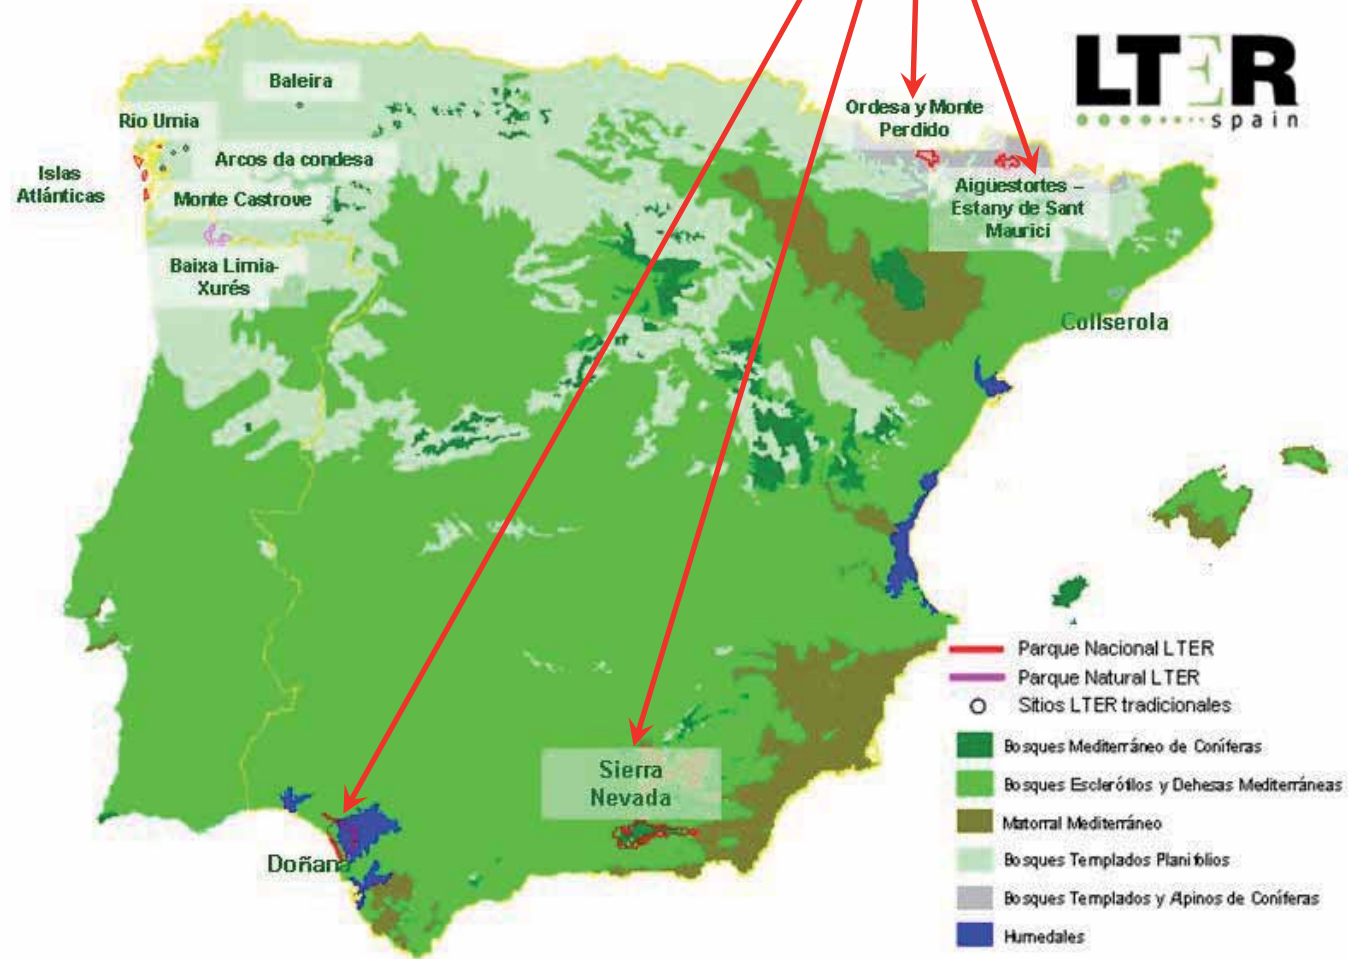 LTER
spain
Baleira
Ordesa y Monte
Perdido
Rio Umia
Arcos da condesa
Islas
Atlánticas
Monte Castrove
Aigüestortes –
Estany de Sant
Maurici
Baixa Limia-
Xurés
Collserola
Sierra
Nevada
Doñana
Parque Nacional LTER
Parque Natural LTER
Sitios LTER tradicionales
Bosques Mediterráneo de Coníferas
Bosques Esclerófilos y Dehesas Mediterráneas
Matorral Mediterráneo
Bosques Templados Planifolios
Bosques Templados y Alpinos de Coníferas
Humedales